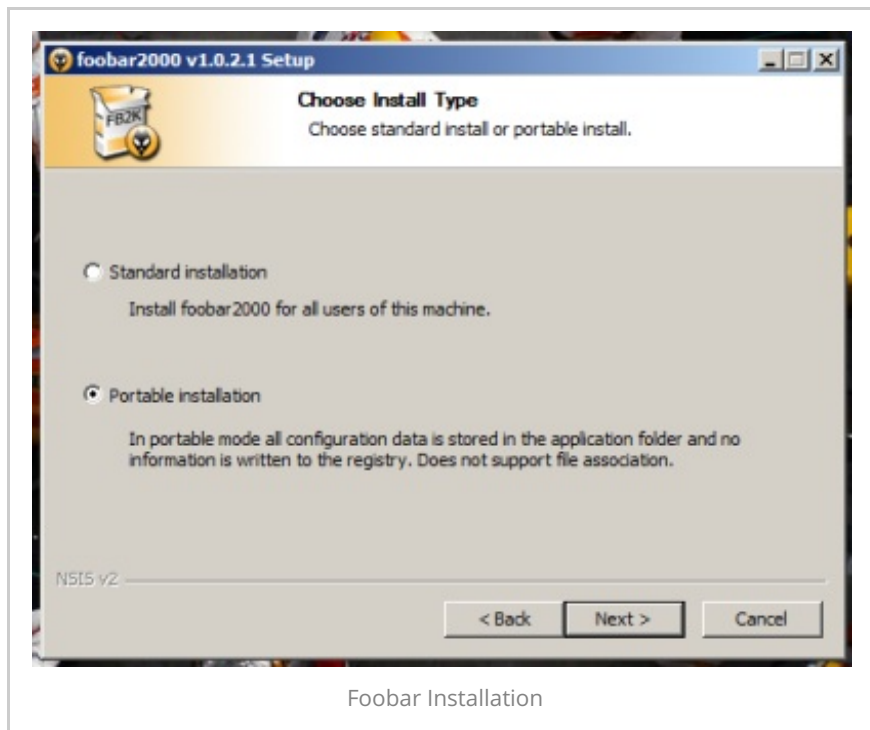 foobar2000 v1.0.2.1 Setup
FB2K
Choose Install Type
Choose standard install or portable install.
Standard installation
Install foobar2000 for all users of this machine.
Portable installation
In portable mode all configuration data is stored in the application folder and no
information is written to the registry. Does not support file association.
NSIS v2
< Back
Next >
Cancel
Foobar Installation